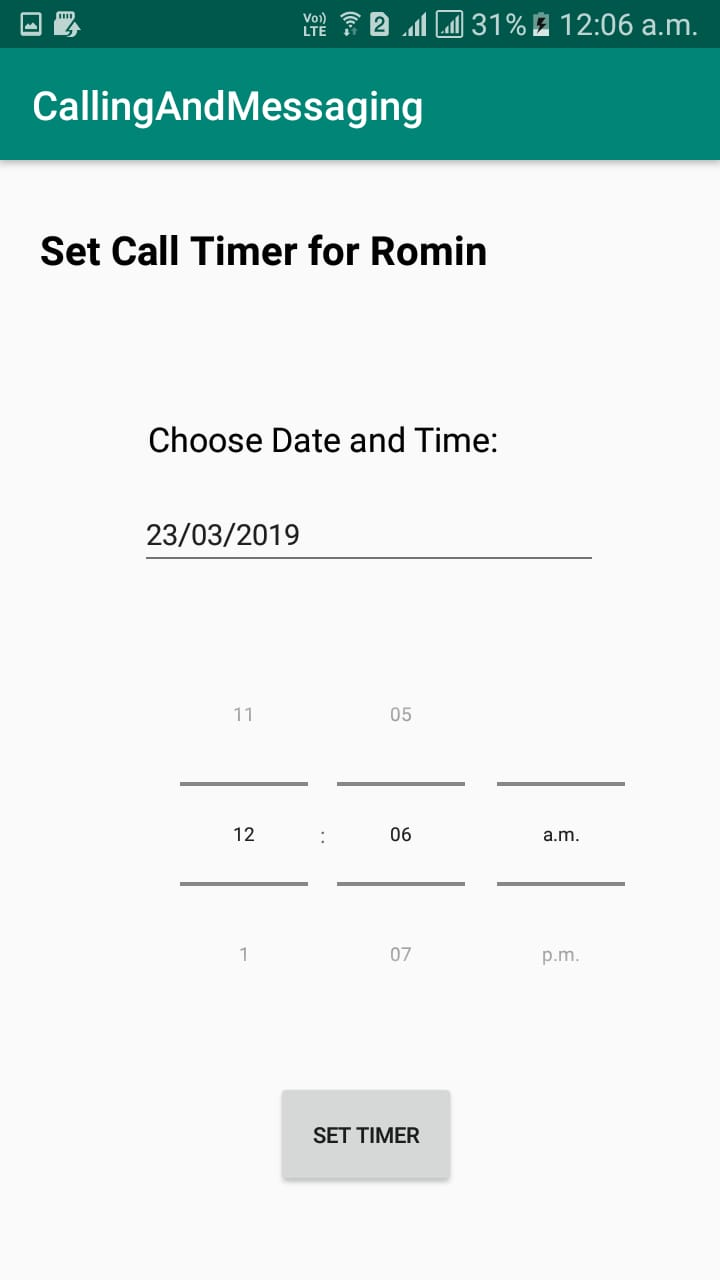 Vo)) LTE 2 31% 12:06 a.m.
CallingAndMessaging
Set Call Timer for Romin
Choose Date and Time:
23/03/2019
11 05
12 : 06 a.m.
1 07 p.m.
SET TIMER